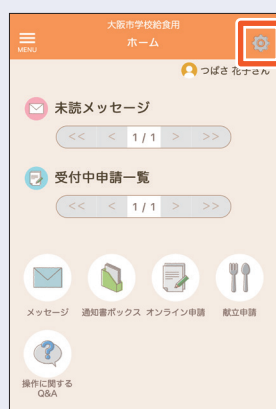 大阪市学校給食用
MENU
ホーム
つばさ 花子さん
未読メッセージ
<< < 1 / 1 > >>
受付中申請一覧
<< < 1 / 1 > >>
メッセージ 通知書ボックス オンライン申請 献立申請
操作に関する
Q&A